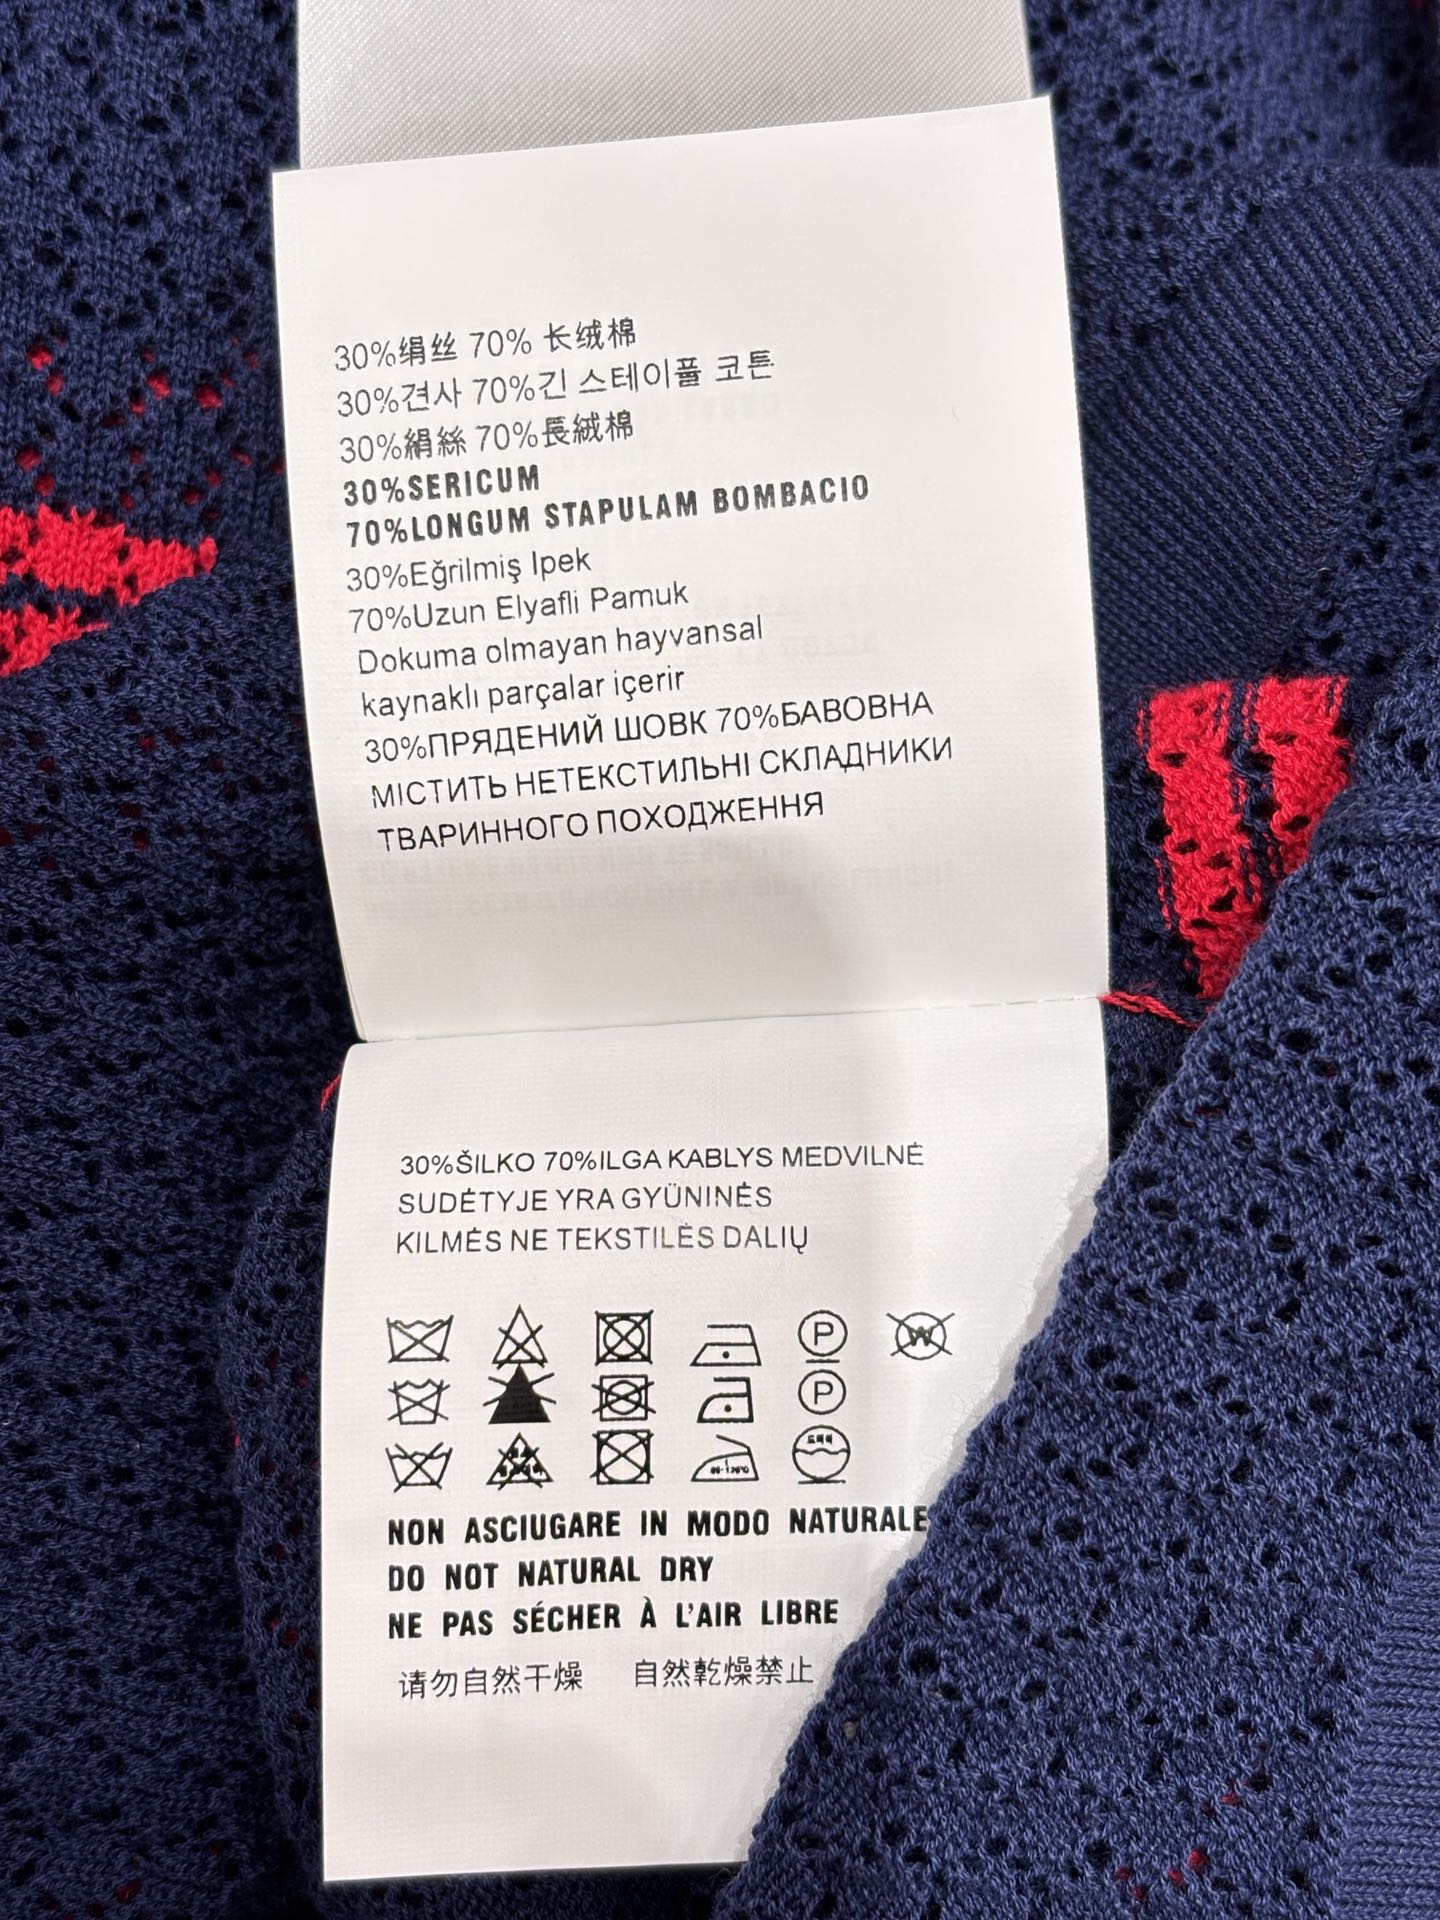 30%绢丝 70% 长绒棉
30%견사 70%긴 스테이플 코튼
30%絹絲 70%長絨棉
30%SERICUM
70%LONGUM STAPULAM BOMBACIO
30%Eğrilmiş Ipek
70%Uzun Elyafli Pamuk
Dokuma olmayan hayvansal
kaynaklı parçalar içerir
30%ПРЯДЕНИЙ ШОВК 70%БАВОВНА
МІСТИТЬ НЕТЕКСТИЛЬНІ СКЛАДНИКИ
ТВАРИННОГО ПОХОДЖЕННЯ
30%ŠILKO 70%ILGA KABLYS MEDVILNĖ
SUDĖTYJE YRA GYŪNINĖS
KILMĖS NE TEKSTILĖS DALIŲ
P W
P
드라이
NON ASCIUGARE IN MODO NATURALE
DO NOT NATURAL DRY
NE PAS SÉCHER À L'AIR LIBRE
请勿自然干燥 自然乾燥禁止